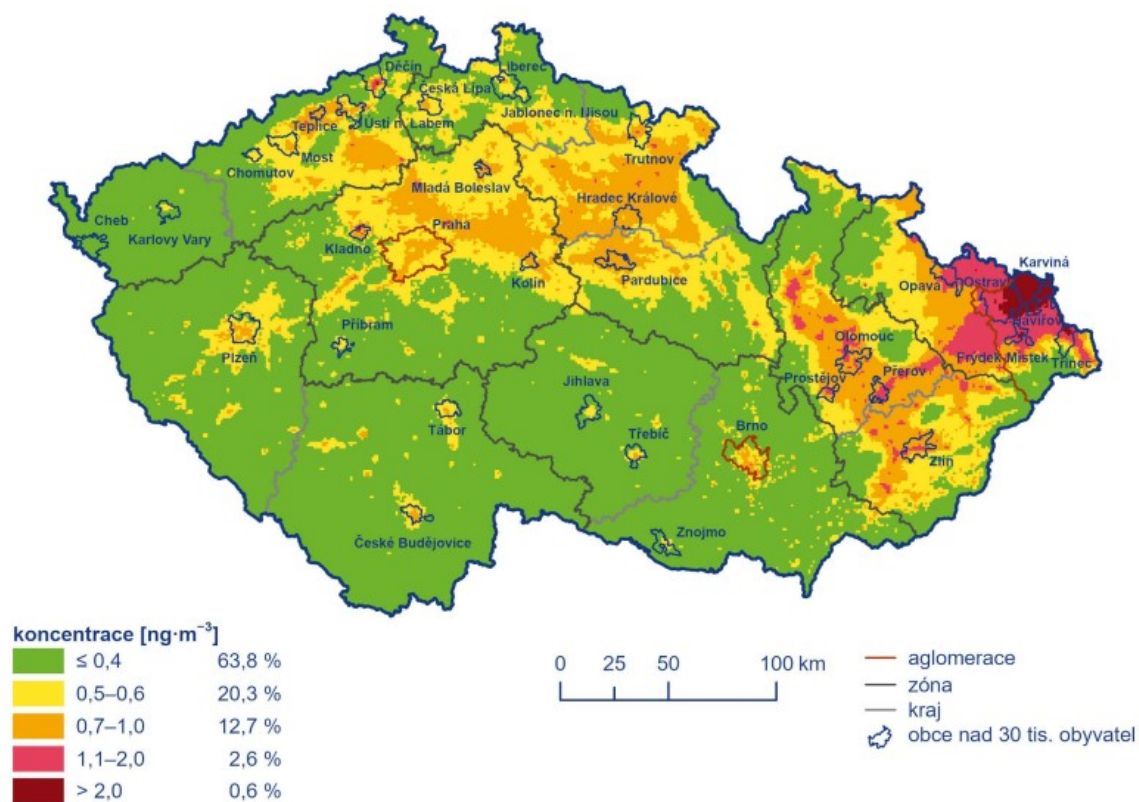 Děčín
Liberec
Česká Lípa
Jablonec n. Nisou
Teplice
Ústí n. Labem
Trutnov
Most
Chomutov
Mladá Boleslav
Hradec Králové
Cheb
Karlovy Vary
Praha
Kladno
Kolín
Pardubice
Karviná
Opava
Ostrava
Havířov
Příbram
Plzeň
Olomouc
Frýdek Místek
Třinec
Prostějov
Přerov
Jihlava
Tábor
Třebíč
Brno
Zlín
Znojmo
České Budějovice
koncentrace [ng·m⁻³]
≤ 0,4 63,8 %
0,5–0,6 20,3 %
0,7–1,0 12,7 %
1,1–2,0 2,6 %
> 2,0 0,6 %
0 25 50 100 km
aglomerace
zóna
kraj
obce nad 30 tis. obyvatel